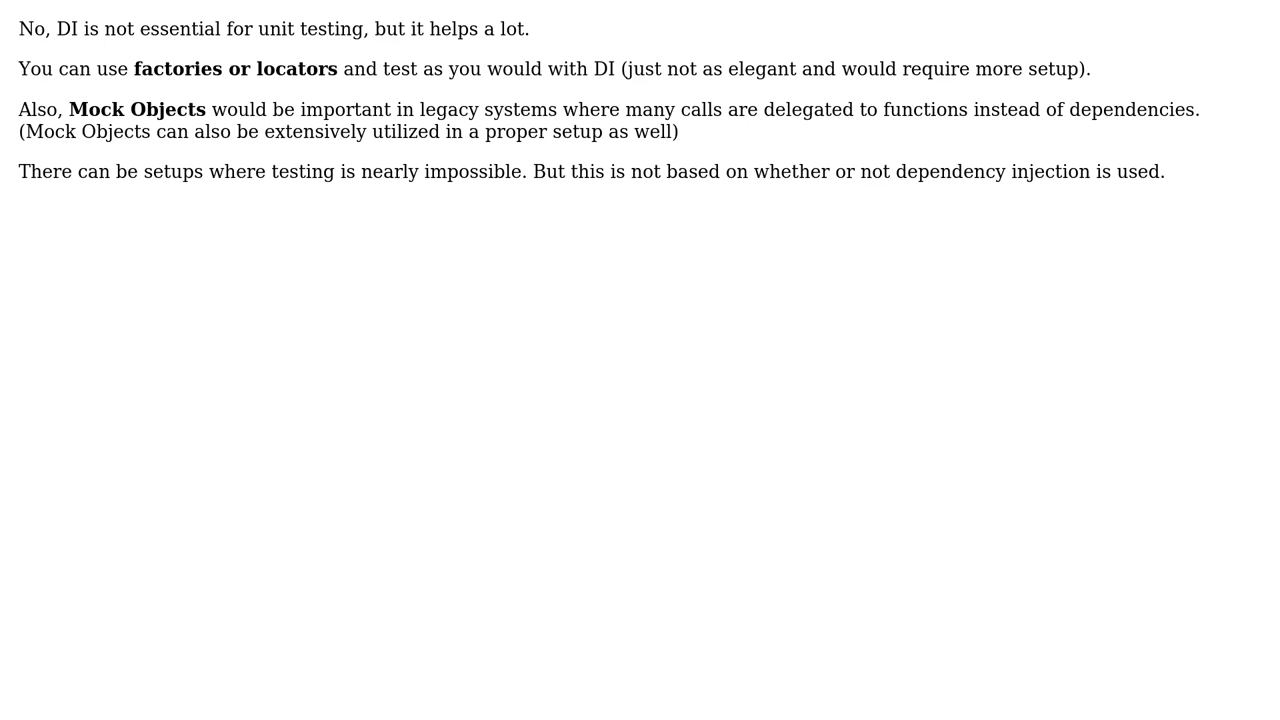 No, DI is not essential for unit testing, but it helps a lot.
You can use factories or locators and test as you would with DI (just not as elegant and would require more setup).
Also, Mock Objects would be important in legacy systems where many calls are delegated to functions instead of dependencies.
(Mock Objects can also be extensively utilized in a proper setup as well)
There can be setups where testing is nearly impossible. But this is not based on whether or not dependency injection is used.